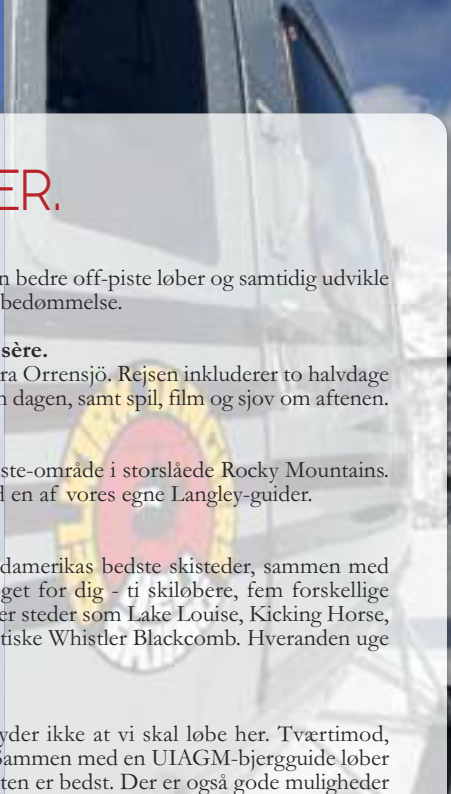 ER.
n bedre off-piste løber og samtidig udvikle
bedømmelse.
sère.
ra Orrensjö. Rejsen inkluderer to halvdage
n dagen, samt spil, film og sjov om aftenen.
ste-område i storslåede Rocky Mountains.
d en af vores egne Langley-guider.
damerikas bedste skisteder, sammen med
get for dig - ti skiløbere, fem forskellige
er steder som Lake Louise, Kicking Horse,
tiske Whistler Blackcomb. Hveranden uge
yder ikke at vi skal løbe her. Tværtimod,
Sammen med en UIAGM-bjergguide løber
ten er bedst. Der er også gode muligheder